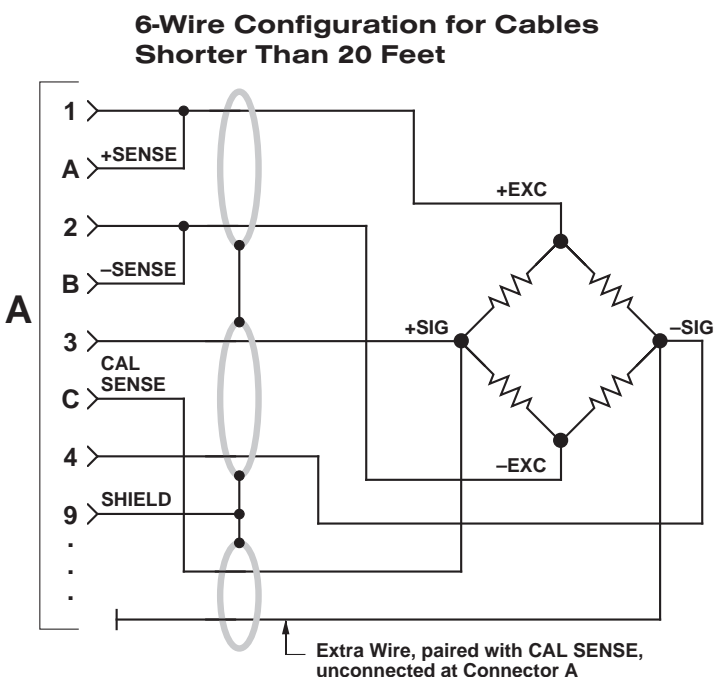 6-Wire Configuration for Cables
Shorter Than 20 Feet
1
A
+SENSE
+EXC
2
B
–SENSE
A
3
+SIG
–SIG
CAL
SENSE
C
4
–EXC
9
SHIELD
.
.
.
Extra Wire, paired with CAL SENSE,
unconnected at Connector A